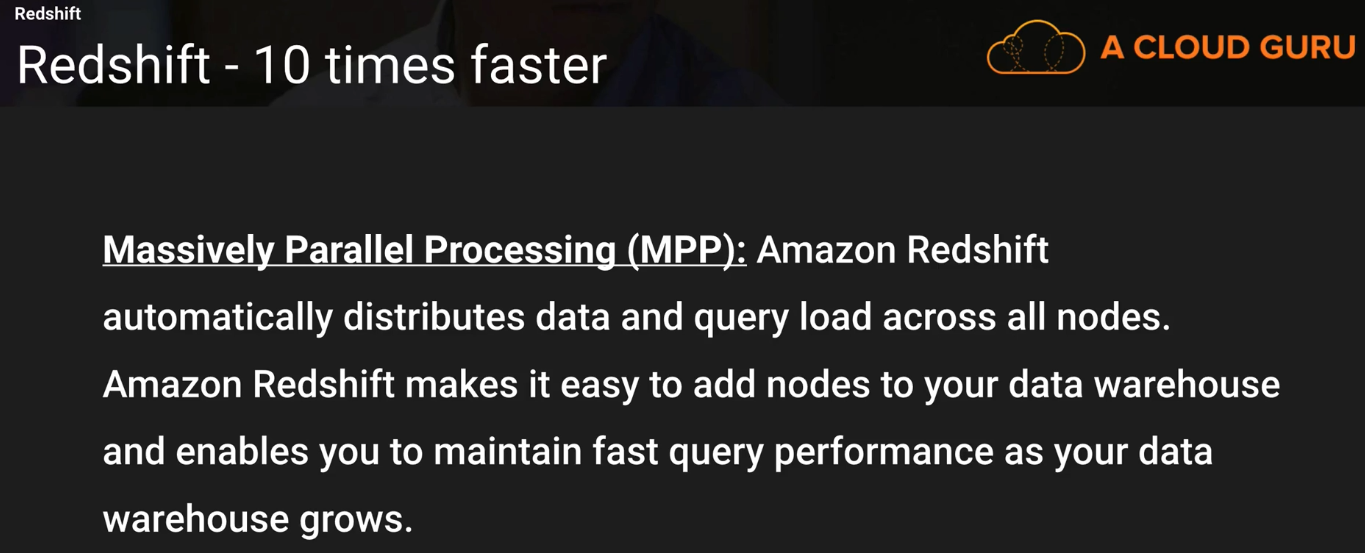 Redshift
Redshift - 10 times faster
A CLOUD GURU
Massively Parallel Processing (MPP): Amazon Redshift
automatically distributes data and query load across all nodes.
Amazon Redshift makes it easy to add nodes to your data warehouse
and enables you to maintain fast query performance as your data
warehouse grows.